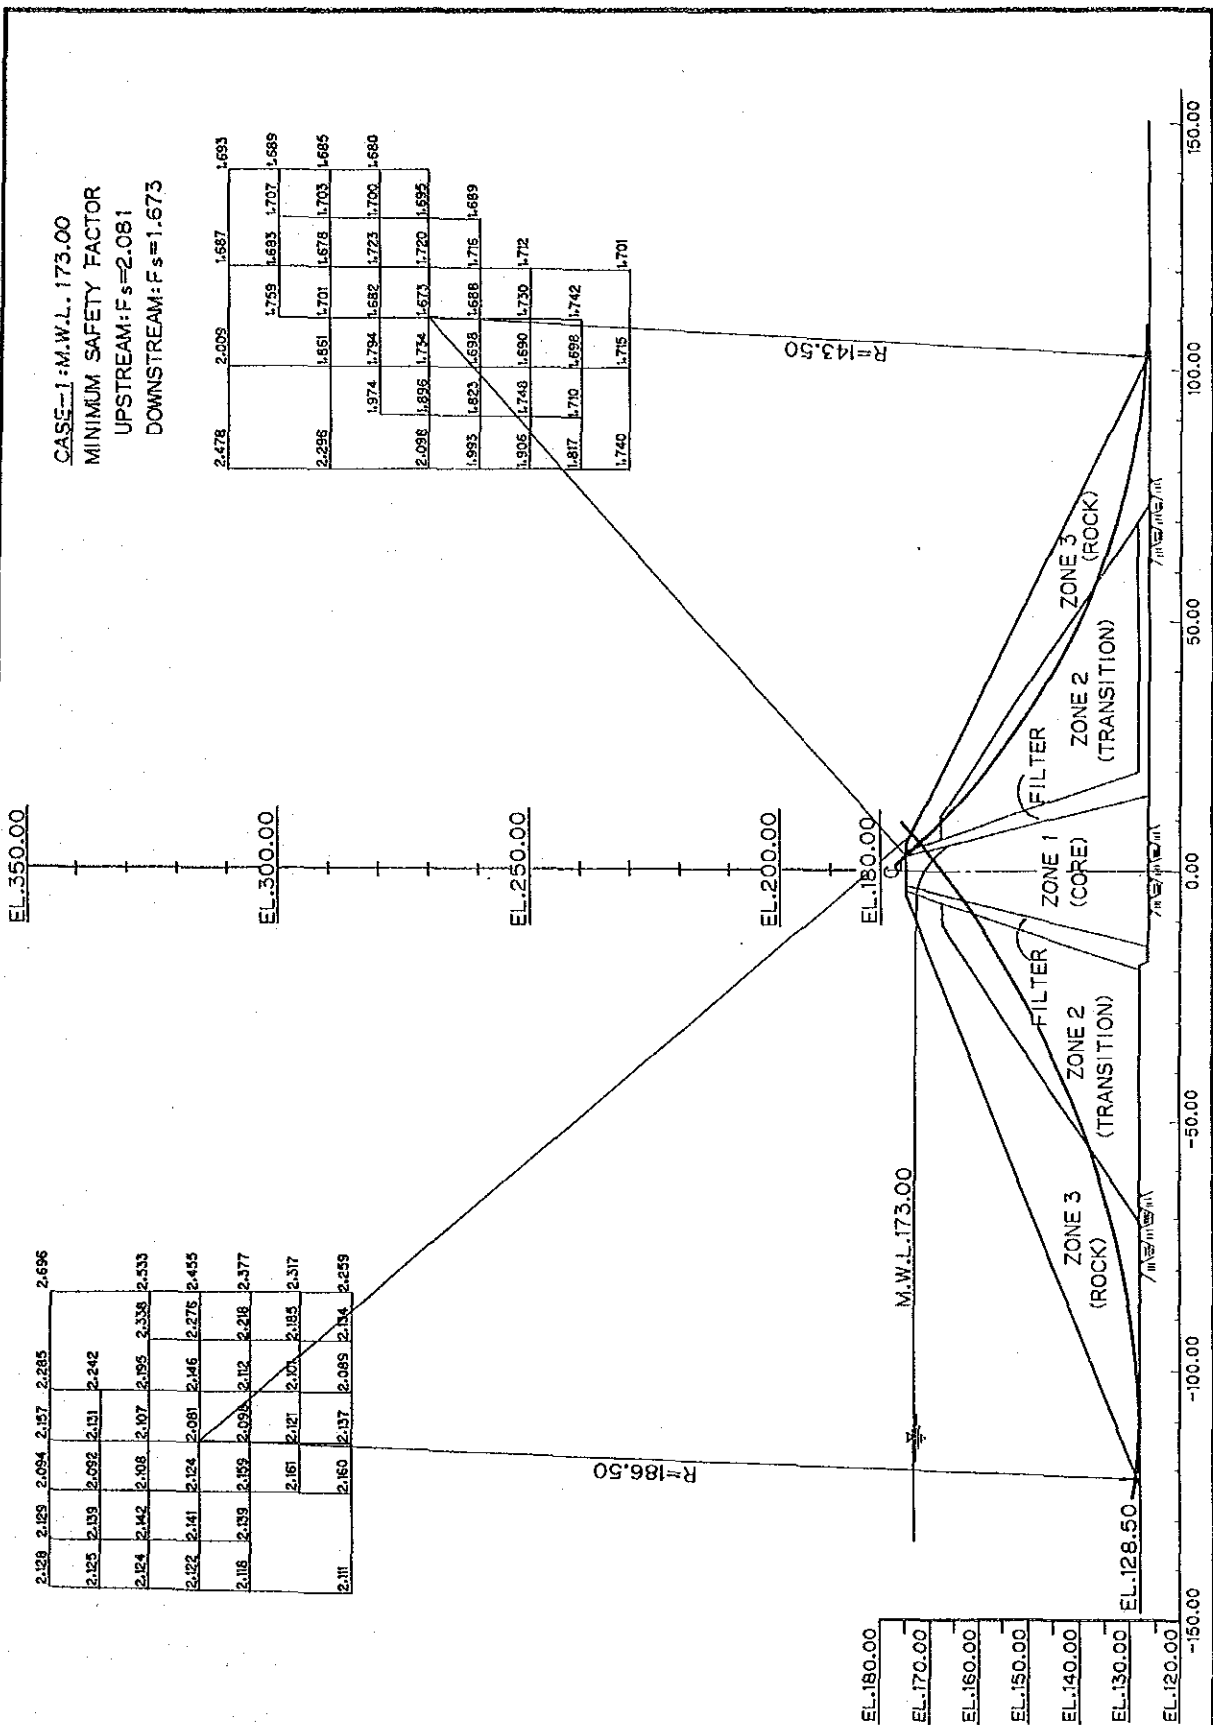 CASE-1 : M.W.L. 173.00
MINIMUM SAFETY FACTOR
UPSTREAM : Fs=2.081
DOWNSTREAM : Fs=1.673
EL.350.00
EL.300.00
EL.250.00
EL.200.00
EL.180.00
2.128 2.129 2.094 2.157 2.285 2.696
2.125 2.139 2.092 2.131 2.242
2.124 2.142 2.108 2.107 2.195 2.338 2.533
2.122 2.141 2.124 2.081 2.146 2.276 2.455
2.118 2.139 2.159 2.098 2.112 2.218 2.377
2.161 2.121 2.107 2.185 2.317
2.111 2.160 2.137 2.089 2.134 2.259
2.478 2.009 1.687 1.693
1.759 1.693 1.707 1.689
2.296 1.861 1.701 1.678 1.703 1.685
1.974 1.794 1.682 1.723 1.700 1.680
2.098 1.896 1.734 1.673 1.720 1.695
1.993 1.823 1.698 1.688 1.716 1.689
1.906 1.748 1.690 1.730 1.712
1.817 1.710 1.698 1.742
1.740 1.715 1.701
R=186.50
R=143.50
M.W.L.173.00
CL
ZONE 3
(ROCK)
ZONE 2
(TRANSITION)
FILTER
ZONE 1
(CORE)
FILTER
ZONE 2
(TRANSITION)
ZONE 3
(ROCK)
EL.128.50
EL.180.00
EL.170.00
EL.160.00
EL.150.00
EL.140.00
EL.130.00
EL.120.00
-150.00 -100.00 -50.00 0.00 50.00 100.00 150.00